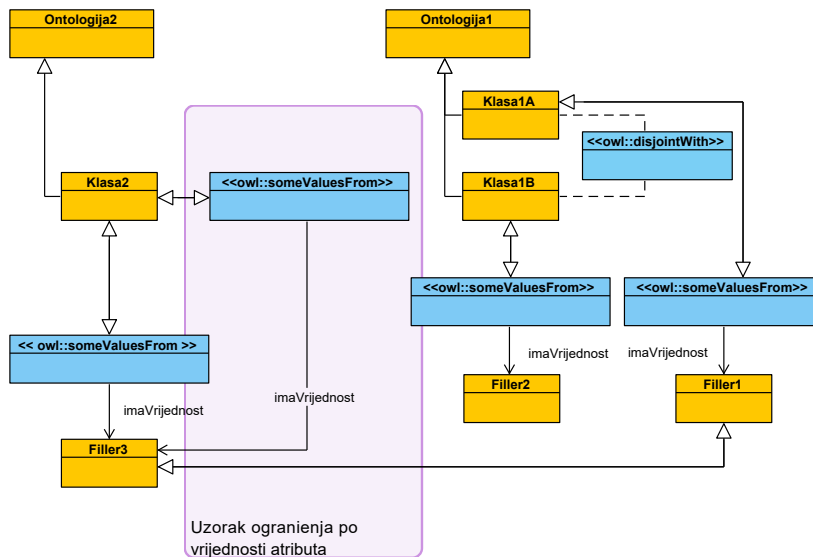 Ontologija2
Ontologija1
Klasa1A
<<owl::disjointWith>>
Klasa2
<<owl::someValuesFrom>>
Klasa1B
<<owl::someValuesFrom>>
<<owl::someValuesFrom>>
<< owl::someValuesFrom >>
imaVrijednost
imaVrijednost
Filler2
Filler1
imaVrijednost
imaVrijednost
Filler3
Uzorak ogranienja po
vrijednosti atributa